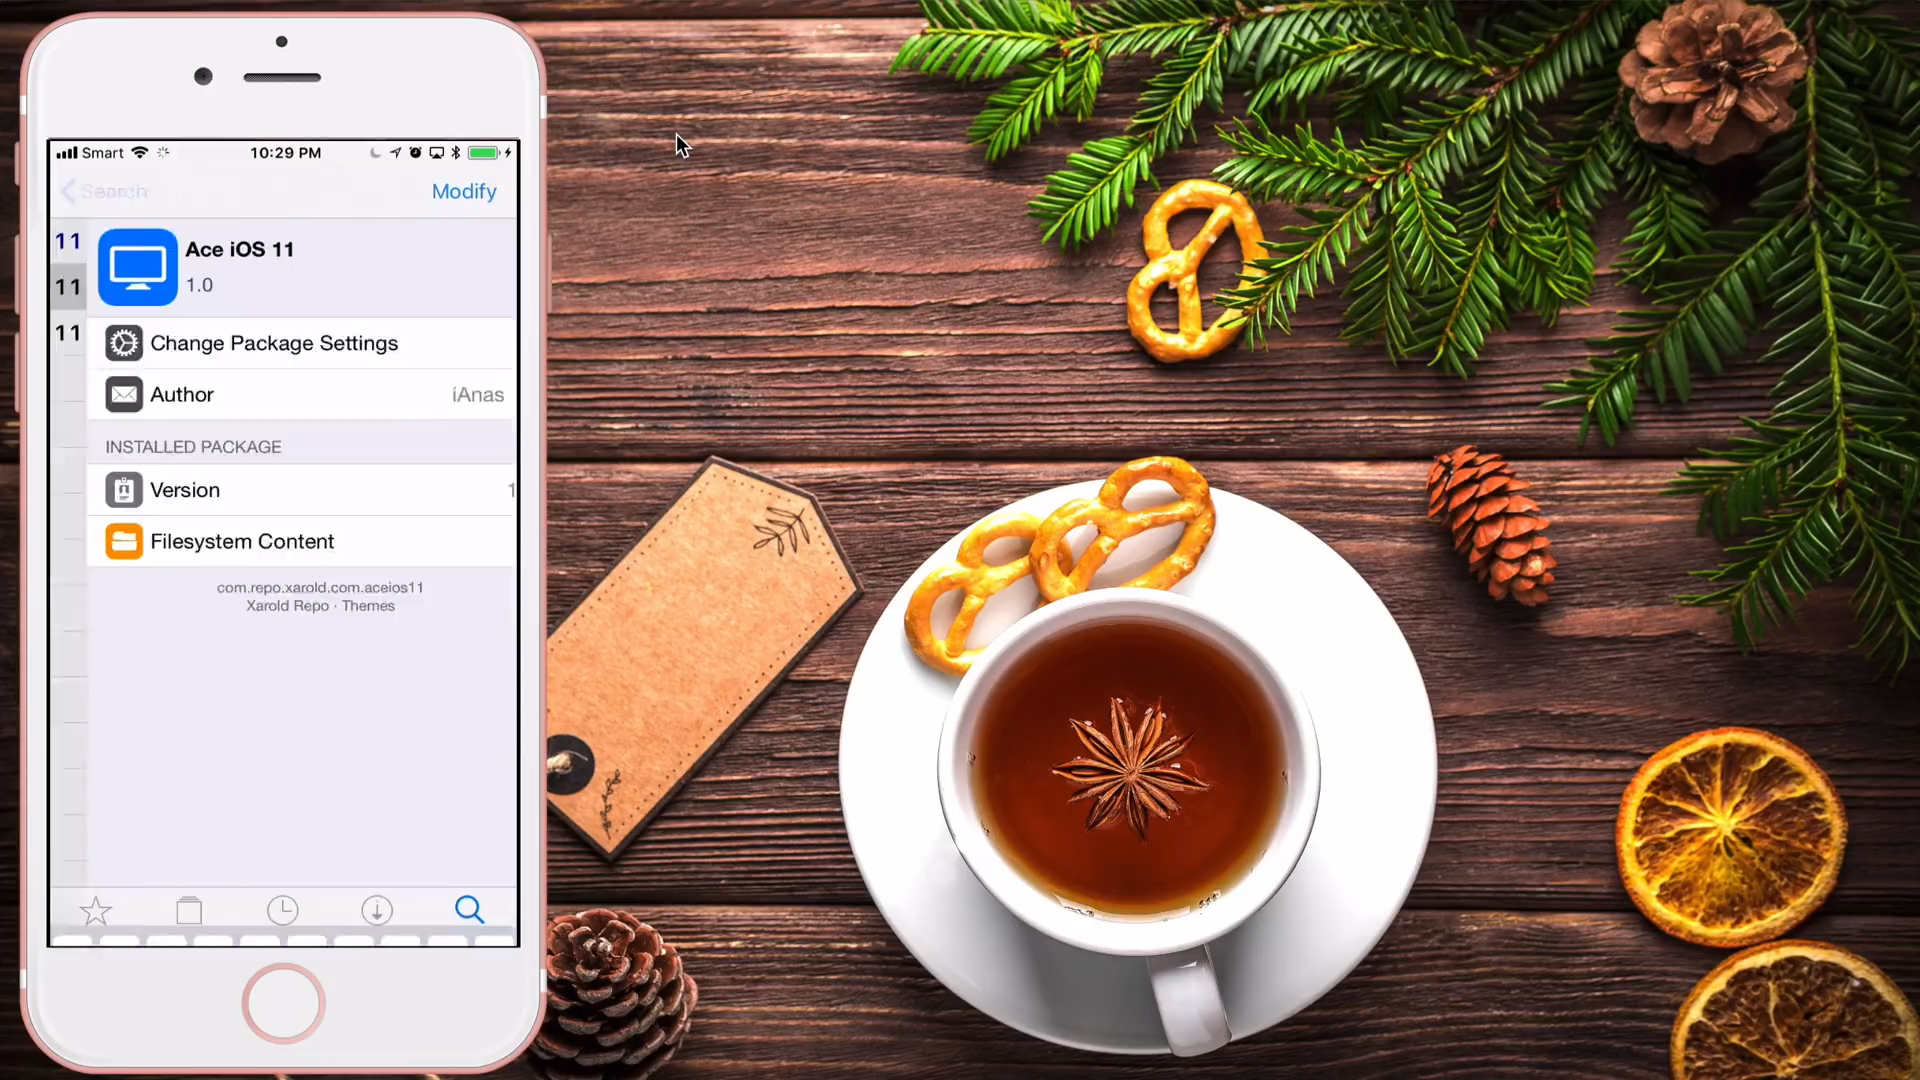 Smart 10:29 PM
Search Modify
11
Ace iOS 11
1.0
11
11
Change Package Settings
Author iAnas
INSTALLED PACKAGE
Version 1
Filesystem Content
com.repo.xarold.com.aceios11
Xarold Repo · Themes